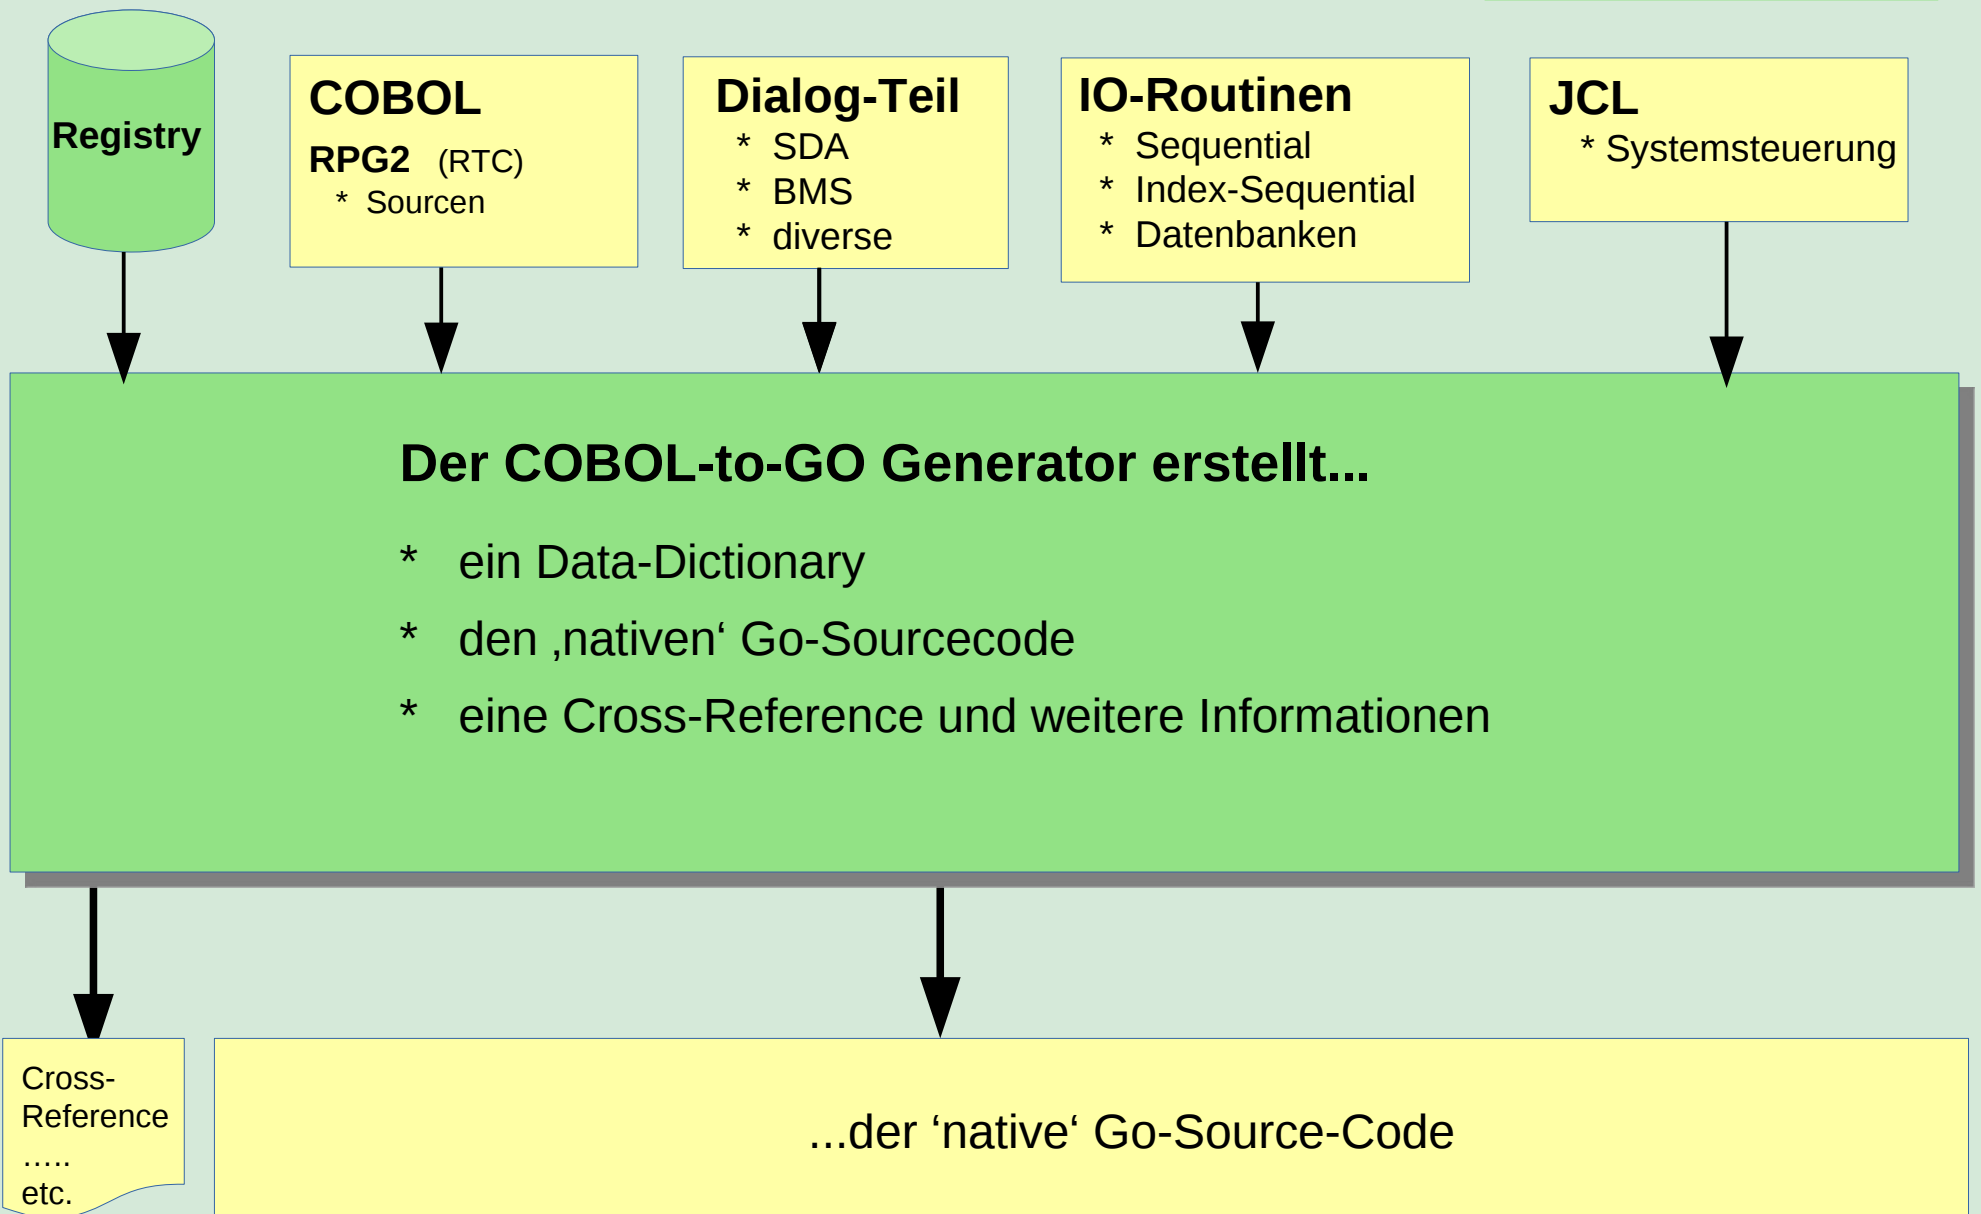 Registry
COBOL
RPG2 (RTC)
* Sourcen
Dialog-Teil
* SDA
* BMS
* diverse
IO-Routinen
* Sequential
* Index-Sequential
* Datenbanken
JCL
* Systemsteuerung
Der COBOL-to-GO Generator erstellt...
* ein Data-Dictionary
* den ‚nativen‘ Go-Sourcecode
* eine Cross-Reference und weitere Informationen
Cross-
Reference
.....
etc.
...der ‘native‘ Go-Source-Code